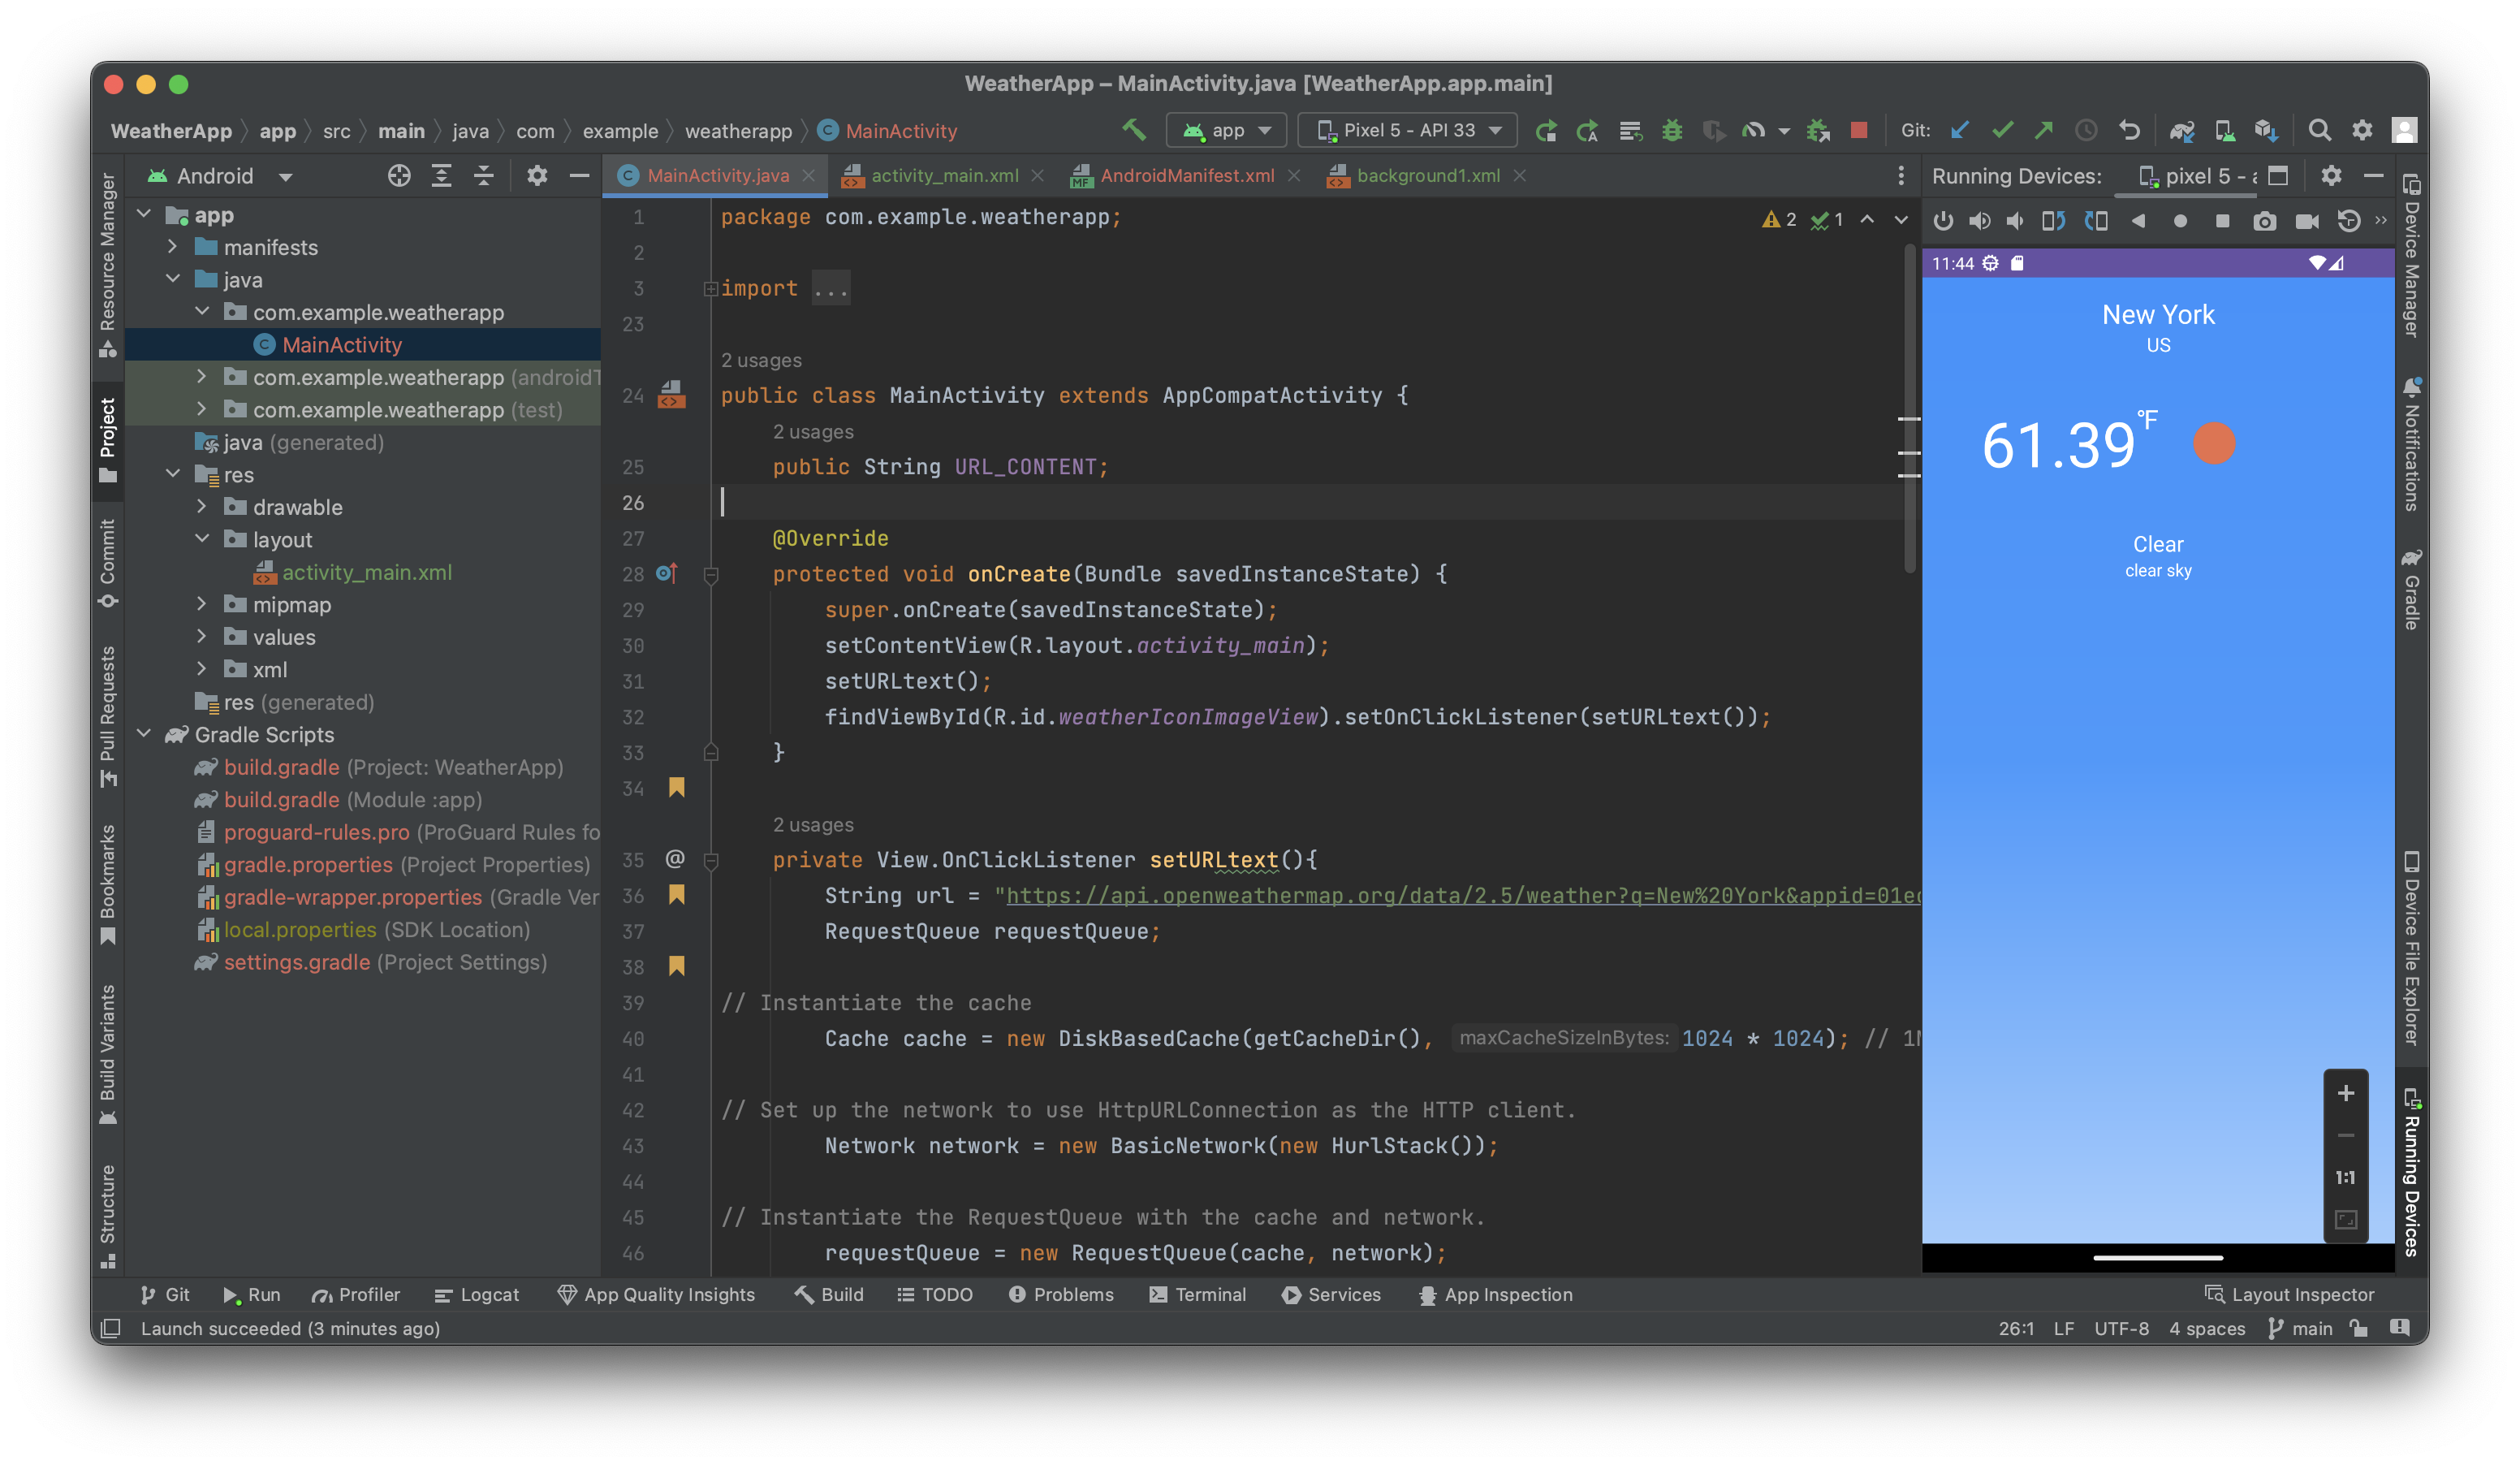 WeatherApp – MainActivity.java [WeatherApp.app.main]
WeatherApp app src main java com example weatherapp MainActivity
app
Pixel 5 - API 33
Git:
Resource Manager
Project
Commit
Pull Requests
Bookmarks
Build Variants
Structure
Android
app
manifests
java
com.example.weatherapp
MainActivity
com.example.weatherapp (androidT
com.example.weatherapp (test)
java (generated)
res
drawable
layout
activity_main.xml
mipmap
values
xml
res (generated)
Gradle Scripts
build.gradle (Project: WeatherApp)
build.gradle (Module :app)
proguard-rules.pro (ProGuard Rules fo
gradle.properties (Project Properties)
gradle-wrapper.properties (Gradle Ver
local.properties (SDK Location)
settings.gradle (Project Settings)
MainActivity.java activity_main.xml AndroidManifest.xml background1.xml
2 1
1 package com.example.weatherapp;
2
3 import ...
23
2 usages
24 public class MainActivity extends AppCompatActivity {
2 usages
25 public String URL_CONTENT;
26
27 @Override
28 protected void onCreate(Bundle savedInstanceState) {
29 super.onCreate(savedInstanceState);
30 setContentView(R.layout.activity_main);
31 setURLtext();
32 findViewById(R.id.weatherIconImageView).setOnClickListener(setURLtext());
33 }
34
2 usages
35 @ private View.OnClickListener setURLtext(){
36 String url = "https://api.openweathermap.org/data/2.5/weather?q=New%20York&appid=01e
37 RequestQueue requestQueue;
38
39 // Instantiate the cache
40 Cache cache = new DiskBasedCache(getCacheDir(), maxCacheSizeInBytes: 1024 * 1024); // 1
41
42 // Set up the network to use HttpURLConnection as the HTTP client.
43 Network network = new BasicNetwork(new HurlStack());
44
45 // Instantiate the RequestQueue with the cache and network.
46 requestQueue = new RequestQueue(cache, network);
Running Devices: pixel 5 -
11:44
New York
US
61.39 °F
Clear
clear sky
1:1
Device Manager
Notifications
Gradle
Device File Explorer
Running Devices
Git Run Profiler Logcat App Quality Insights Build TODO Problems Terminal Services App Inspection Layout Inspector
Launch succeeded (3 minutes ago) 26:1 LF UTF-8 4 spaces main